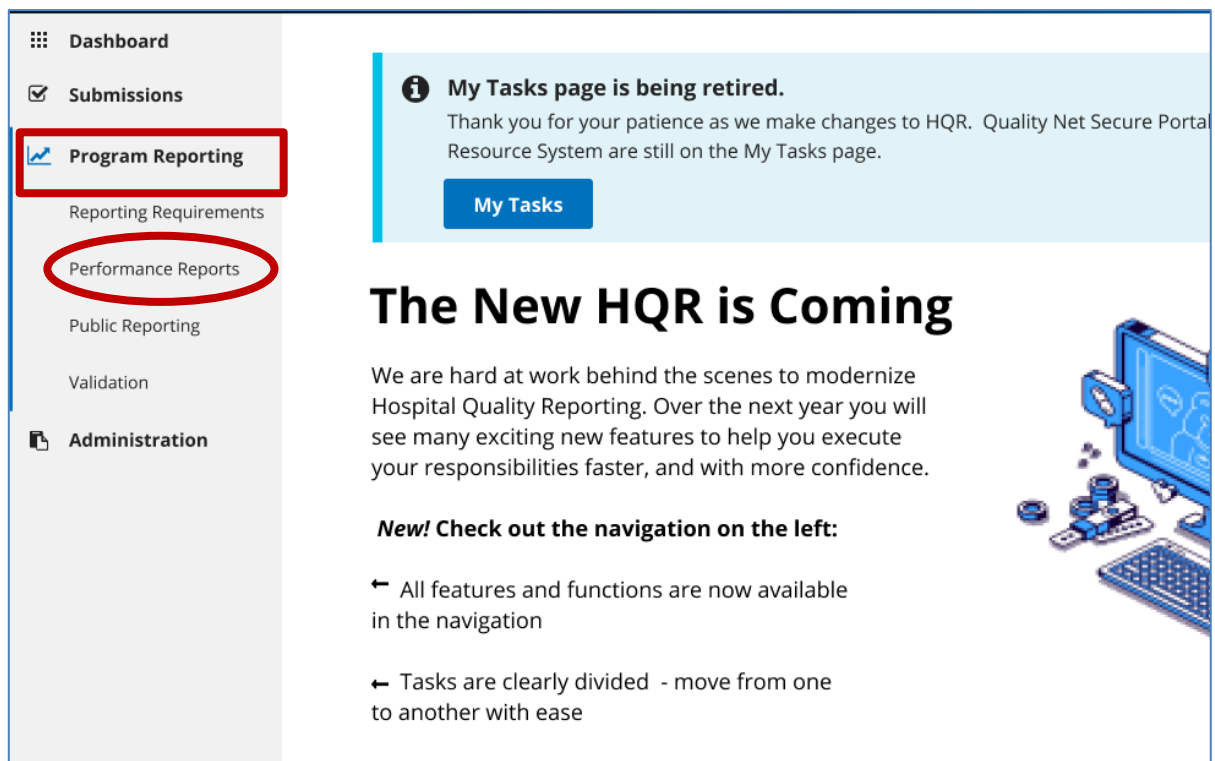 Dashboard
Submissions
Program Reporting
Reporting Requirements
Performance Reports
Public Reporting
Validation
Administration
My Tasks page is being retired.
Thank you for your patience as we make changes to HQR.  Quality Net Secure Portal
Resource System are still on the My Tasks page.
My Tasks
The New HQR is Coming
We are hard at work behind the scenes to modernize
Hospital Quality Reporting. Over the next year you will
see many exciting new features to help you execute
your responsibilities faster, and with more confidence.
New! Check out the navigation on the left:
← All features and functions are now available
in the navigation
← Tasks are clearly divided  - move from one
to another with ease